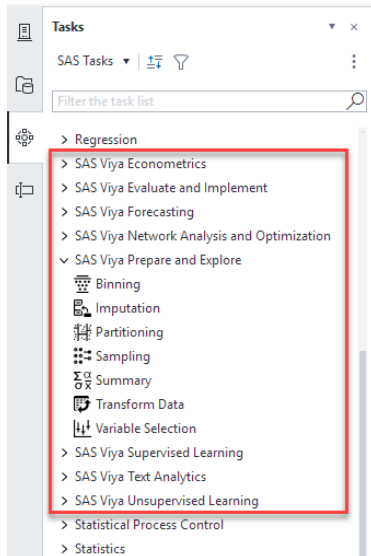 Tasks
SAS Tasks
Filter the task list
Regression
SAS Viya Econometrics
SAS Viya Evaluate and Implement
SAS Viya Forecasting
SAS Viya Network Analysis and Optimization
SAS Viya Prepare and Explore
Binning
Imputation
Partitioning
Sampling
Summary
Transform Data
Variable Selection
SAS Viya Supervised Learning
SAS Viya Text Analytics
SAS Viya Unsupervised Learning
Statistical Process Control
Statistics